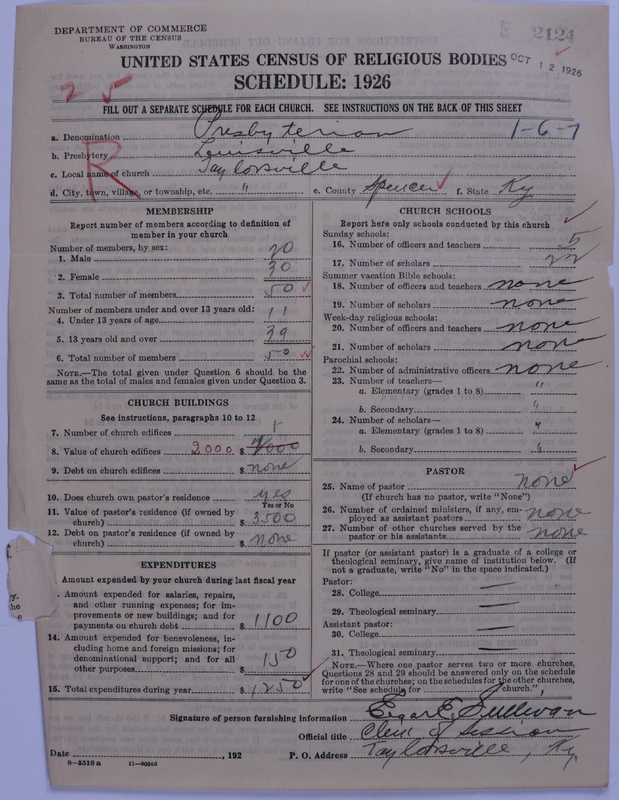 DEPARTMENT OF COMMERCE
BUREAU OF THE CENSUS
WASHINGTON
2124
UNITED STATES CENSUS OF RELIGIOUS BODIES
OCT 12 1926
SCHEDULE: 1926
FILL OUT A SEPARATE SCHEDULE FOR EACH CHURCH. SEE INSTRUCTIONS ON THE BACK OF THIS SHEET
R
a. Denomination Presbyterian 1-6-7
b. Presbytery Louisville
c. Local name of church Taylorsville
d. City, town, village, or township, etc. " e. County Spencer f. State Ky
MEMBERSHIP
Report number of members according to definition of
member in your church
Number of members, by sex:
1. Male 20
2. Female 30
3. Total number of members 50
Number of members under and over 13 years old:
4. Under 13 years of age 11
5. 13 years old and over 39
6. Total number of members 50
NOTE.—The total given under Question 6 should be the
same as the total of males and females given under Question 3.
CHURCH BUILDINGS
See instructions, paragraphs 10 to 12
7. Number of church edifices 1
8. Value of church edifices 2000 $
9. Debt on church edifices $ none
10. Does church own pastor's residence yes
Yes or No
11. Value of pastor's residence (if owned by
church) $ 3500
12. Debt on pastor's residence (if owned by
church) $ none
EXPENDITURES
Amount expended by your church during last fiscal year
. Amount expended for salaries, repairs,
and other running expenses; for im-
provements or new buildings; and for
payments on church debt $ 1100
14. Amount expended for benevolences, in-
cluding home and foreign missions; for
denominational support; and for all
other purposes $ 150
15. Total expenditures during year $ 1250
CHURCH SCHOOLS
Report here only schools conducted by this church
Sunday schools:
16. Number of officers and teachers 5
17. Number of scholars 22
Summer vacation Bible schools:
18. Number of officers and teachers none
19. Number of scholars none
Week-day religious schools:
20. Number of officers and teachers none
21. Number of scholars none
Parochial schools:
22. Number of administrative officers none
23. Number of teachers—
a. Elementary (grades 1 to 8) "
b. Secondary "
24. Number of scholars—
a. Elementary (grades 1 to 8) "
b. Secondary "
PASTOR
25. Name of pastor none
(If church has no pastor, write "None")
26. Number of ordained ministers, if any, em-
ployed as assistant pastors none
27. Number of other churches served by the
pastor or his assistants none
If pastor (or assistant pastor) is a graduate of a college or
theological seminary, give name of institution below. (If
not a graduate, write "No" in the space indicated.)
Pastor:
28. College —
29. Theological seminary —
Assistant pastor:
30. College —
31. Theological seminary —
NOTE.—Where one pastor serves two or more churches,
Questions 28 and 29 should be answered only on the schedule
for one of the churches; on the schedules for the other churches,
write "See schedule for church."
Signature of person furnishing information Edgar E. Sullivan
Official title Clerk of Session
Date , 192 P. O. Address Taylorsville, Ky
8—5518 a 11—9054d